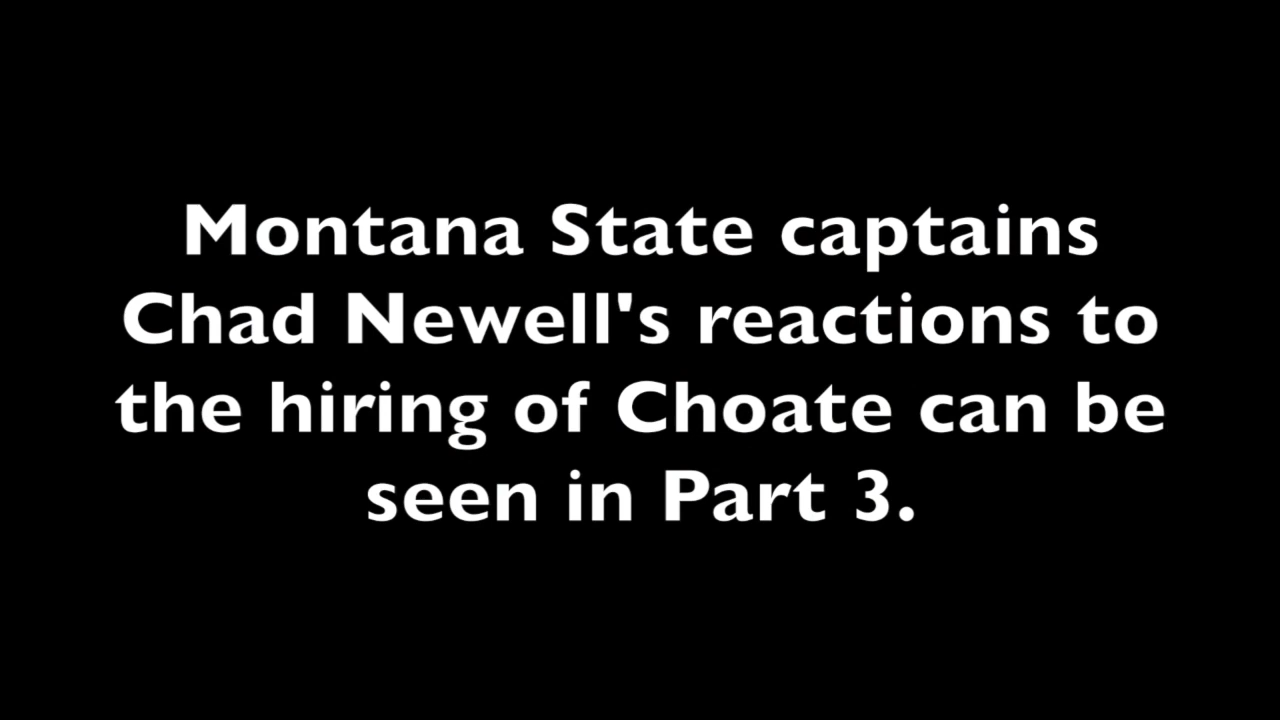 Montana State captains
Chad Newell's reactions to
the hiring of Choate can be
seen in Part 3.